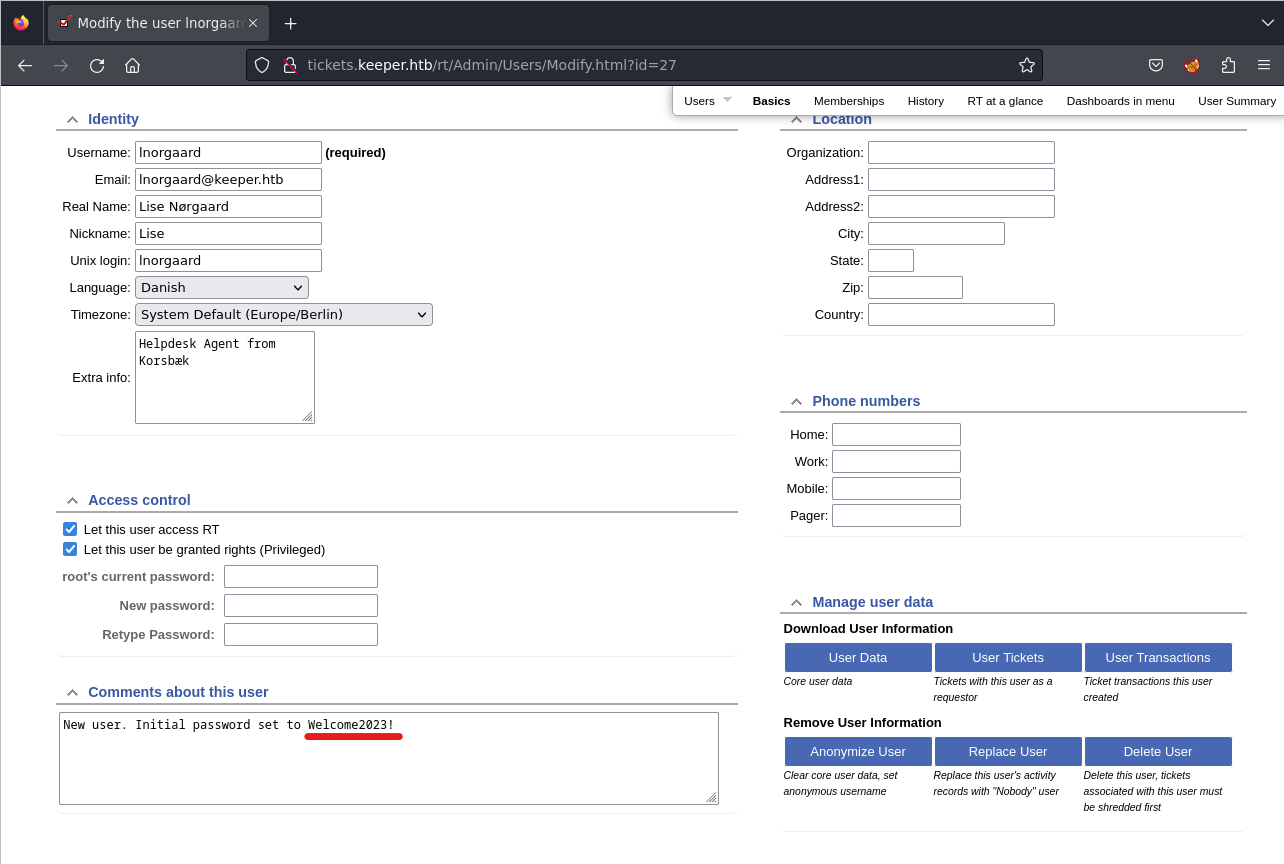 Modify the user lnorgaar
tickets.keeper.htb/rt/Admin/Users/Modify.html?id=27
Users Basics Memberships History RT at a glance Dashboards in menu User Summary
Identity
Username: lnorgaard (required)
Email: lnorgaard@keeper.htb
Real Name: Lise Nørgaard
Nickname: Lise
Unix login: lnorgaard
Language: Danish
Timezone: System Default (Europe/Berlin)
Extra info: Helpdesk Agent from
Korsbæk
Access control
Let this user access RT
Let this user be granted rights (Privileged)
root's current password:
New password:
Retype Password:
Comments about this user
New user. Initial password set to Welcome2023!
Location
Organization:
Address1:
Address2:
City:
State:
Zip:
Country:
Phone numbers
Home:
Work:
Mobile:
Pager:
Manage user data
Download User Information
User Data User Tickets User Transactions
Core user data Tickets with this user as a Ticket transactions this user
requestor created
Remove User Information
Anonymize User Replace User Delete User
Clear core user data, set Replace this user's activity Delete this user, tickets
anonymous username records with "Nobody" user associated with this user must
be shredded first